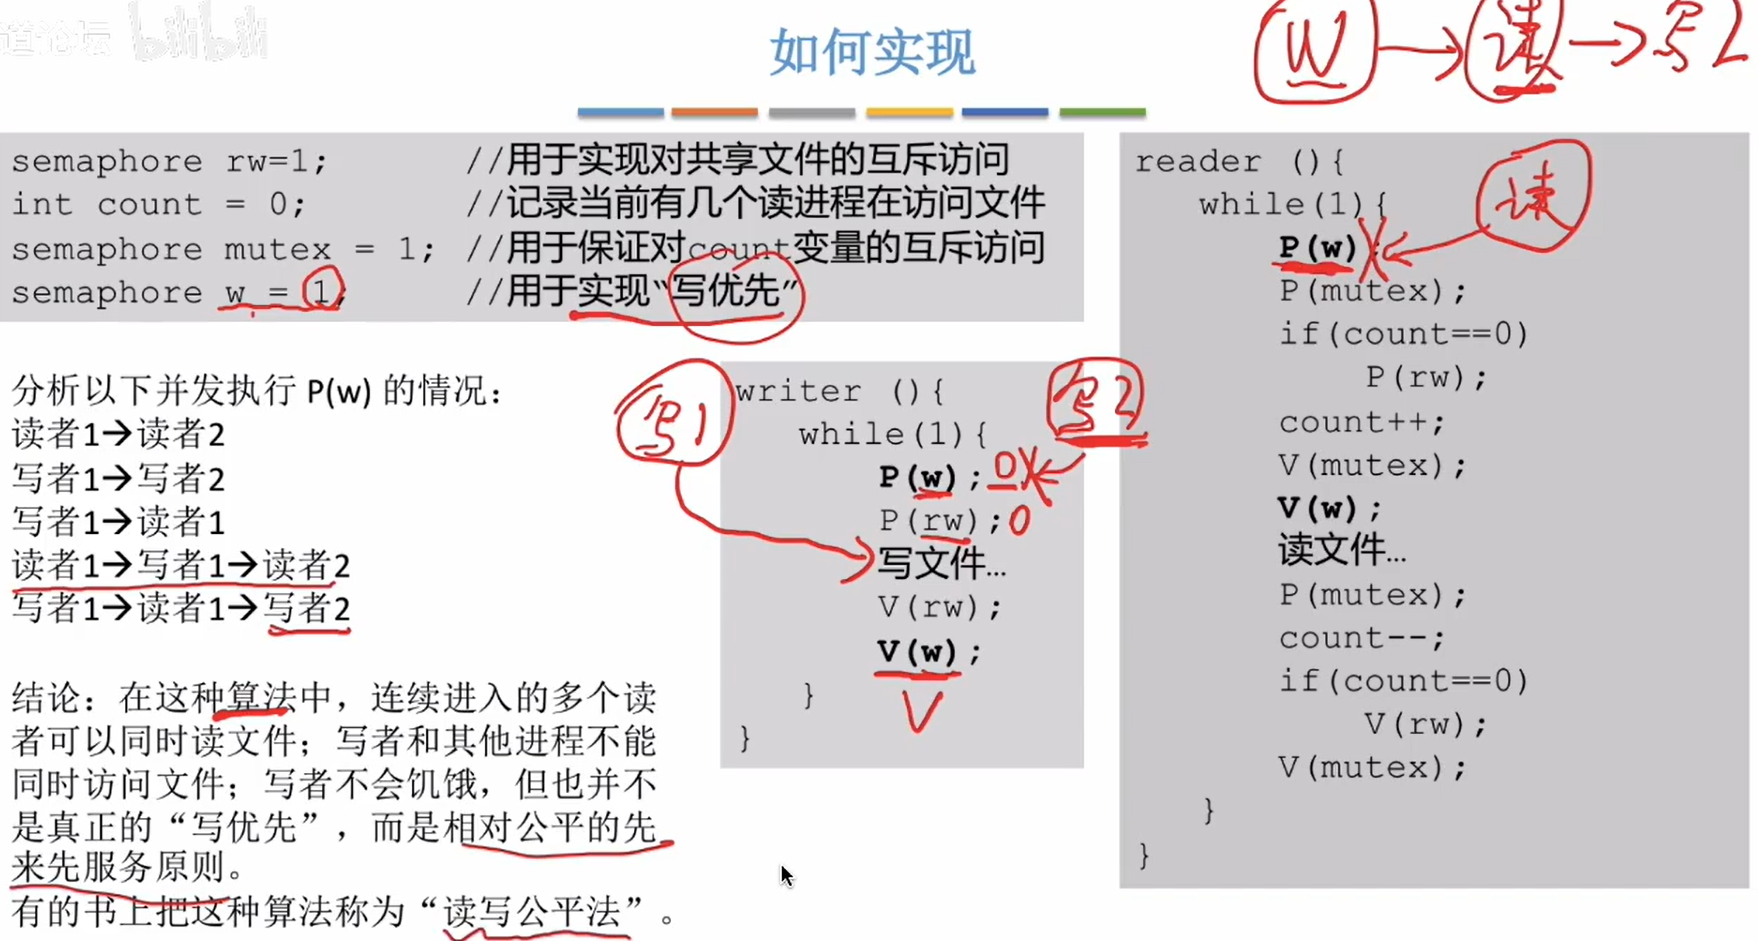 道论坛 bilibili
如何实现
W → 读 → 写2
semaphore rw=1; //用于实现对共享文件的互斥访问
int count = 0; //记录当前有几个读进程在访问文件
semaphore mutex = 1; //用于保证对count变量的互斥访问
semaphore w = 1; //用于实现“写优先”
分析以下并发执行 P(w) 的情况：
读者1→读者2
写者1→写者2
写者1→读者1
读者1→写者1→读者2
写者1→读者1→写者2
结论：在这种算法中，连续进入的多个读
者可以同时读文件；写者和其他进程不能
同时访问文件；写者不会饥饿，但也并不
是真正的“写优先”，而是相对公平的先
来先服务原则。
有的书上把这种算法称为“读写公平法”。
写1
写2
writer (){
while(1){
P(w); 0
P(rw); 0
写文件…
V(rw);
V(w);
V
}
}
reader (){
while(1){
读
P(w);
P(mutex);
if(count==0)
P(rw);
count++;
V(mutex);
V(w);
读文件…
P(mutex);
count--;
if(count==0)
V(rw);
V(mutex);
}
}